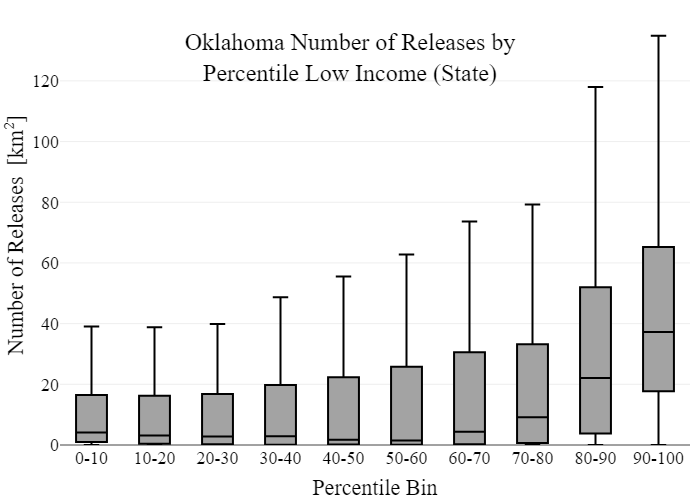 Oklahoma Number of Releases by
Percentile Low Income (State)
Number of Releases [km²]
120
100
80
60
40
20
0
0-10 10-20 20-30 30-40 40-50 50-60 60-70 70-80 80-90 90-100
Percentile Bin